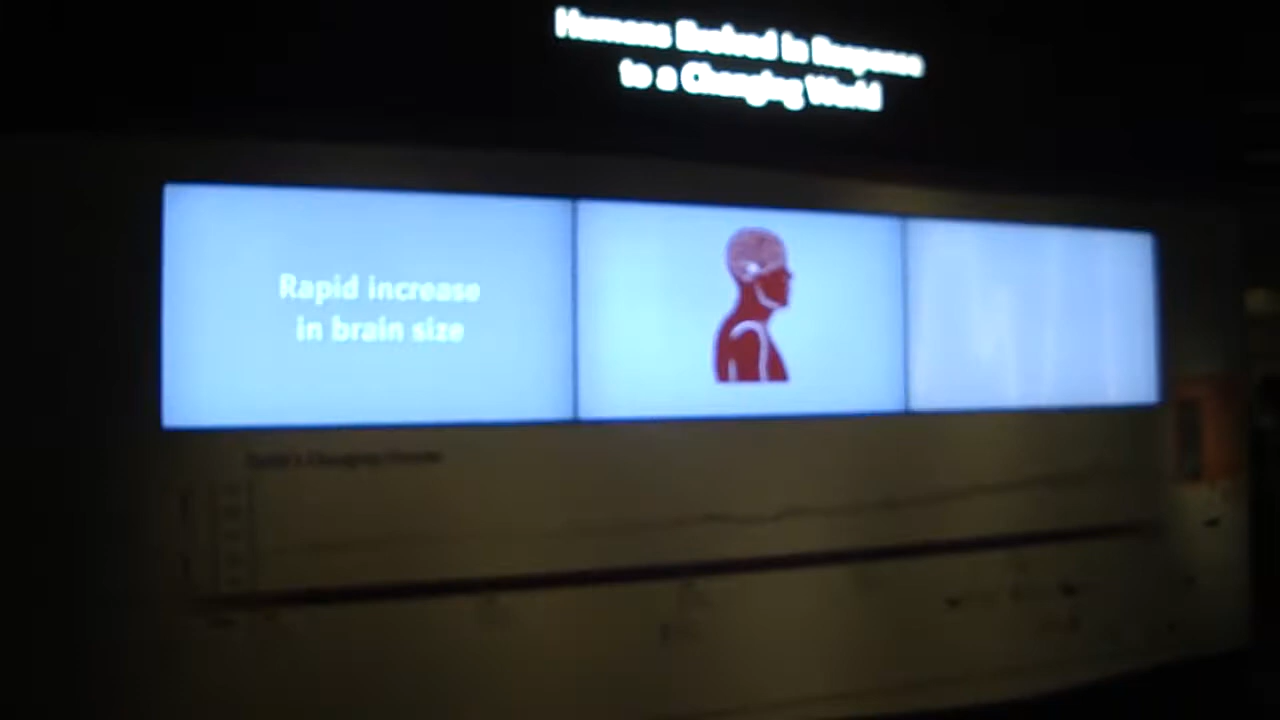 Humans Evolved in Response
to a Changing World
Rapid increase
in brain size